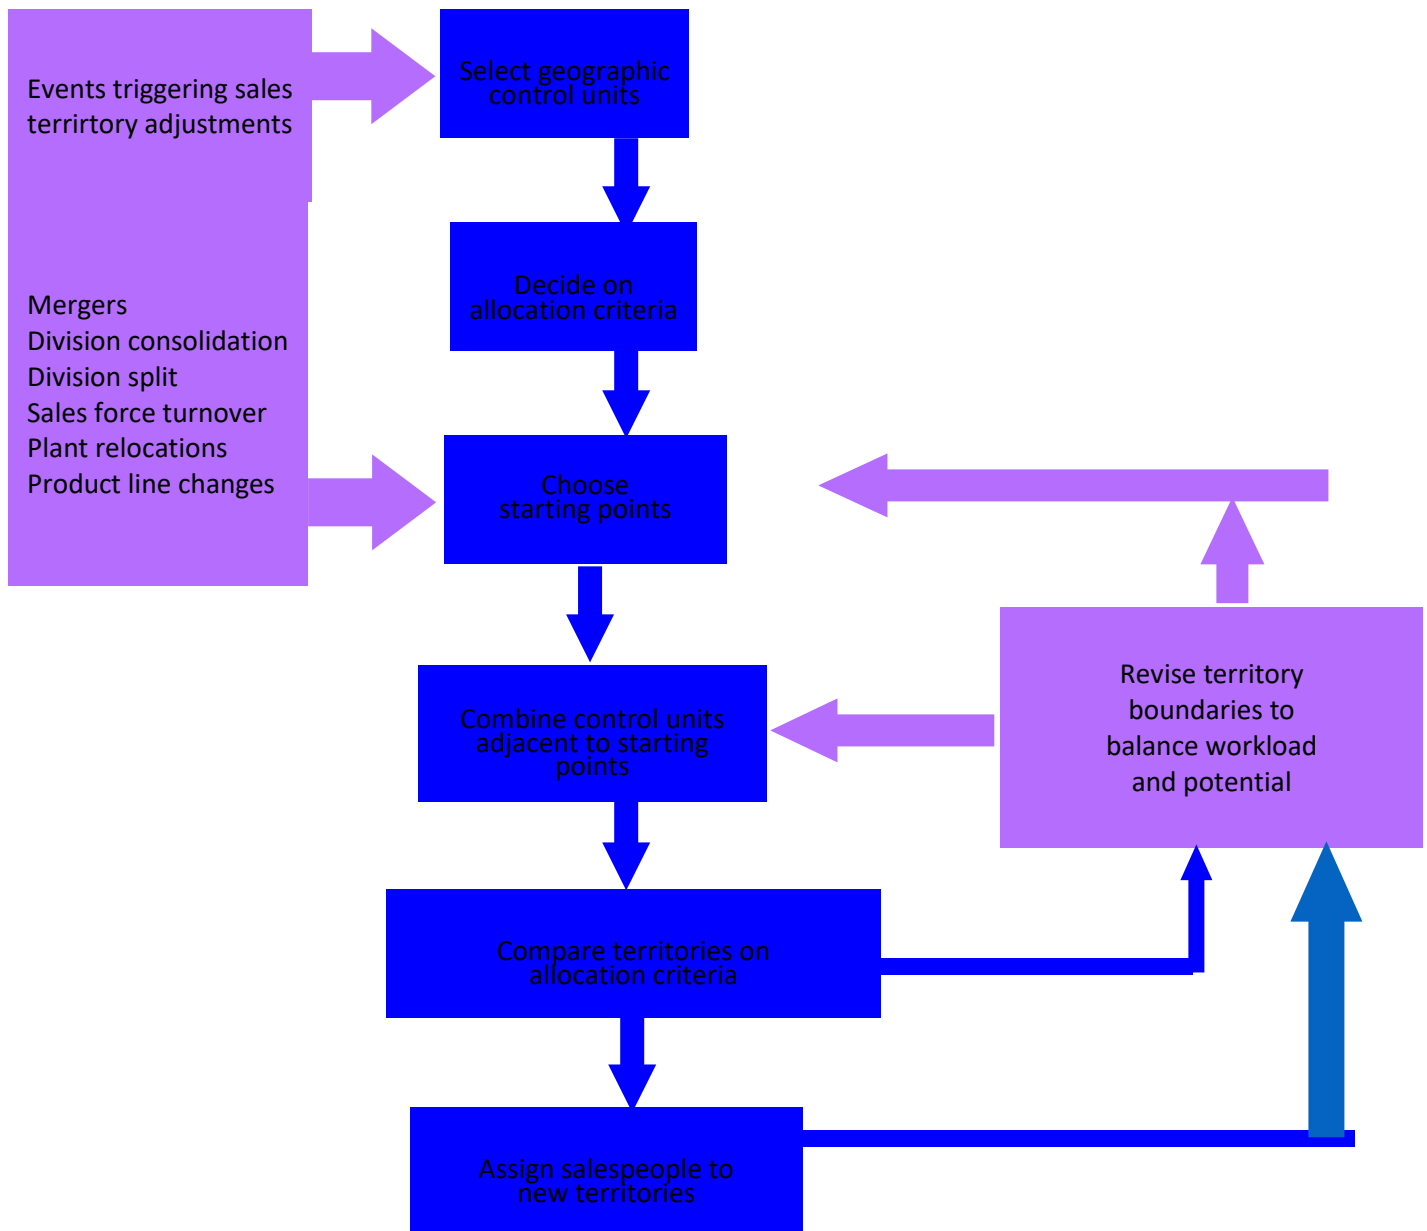 Events triggering sales
terrirtory adjustments
Mergers
Division consolidation
Division split
Sales force turnover
Plant relocations
Product line changes
Select geographic
control units
Decide on
allocation criteria
Choose
starting points
Combine control units
adjacent to starting
points
Compare territories on
allocation criteria
Assign salespeople to
new territories
Revise territory
boundaries to
balance workload
and potential